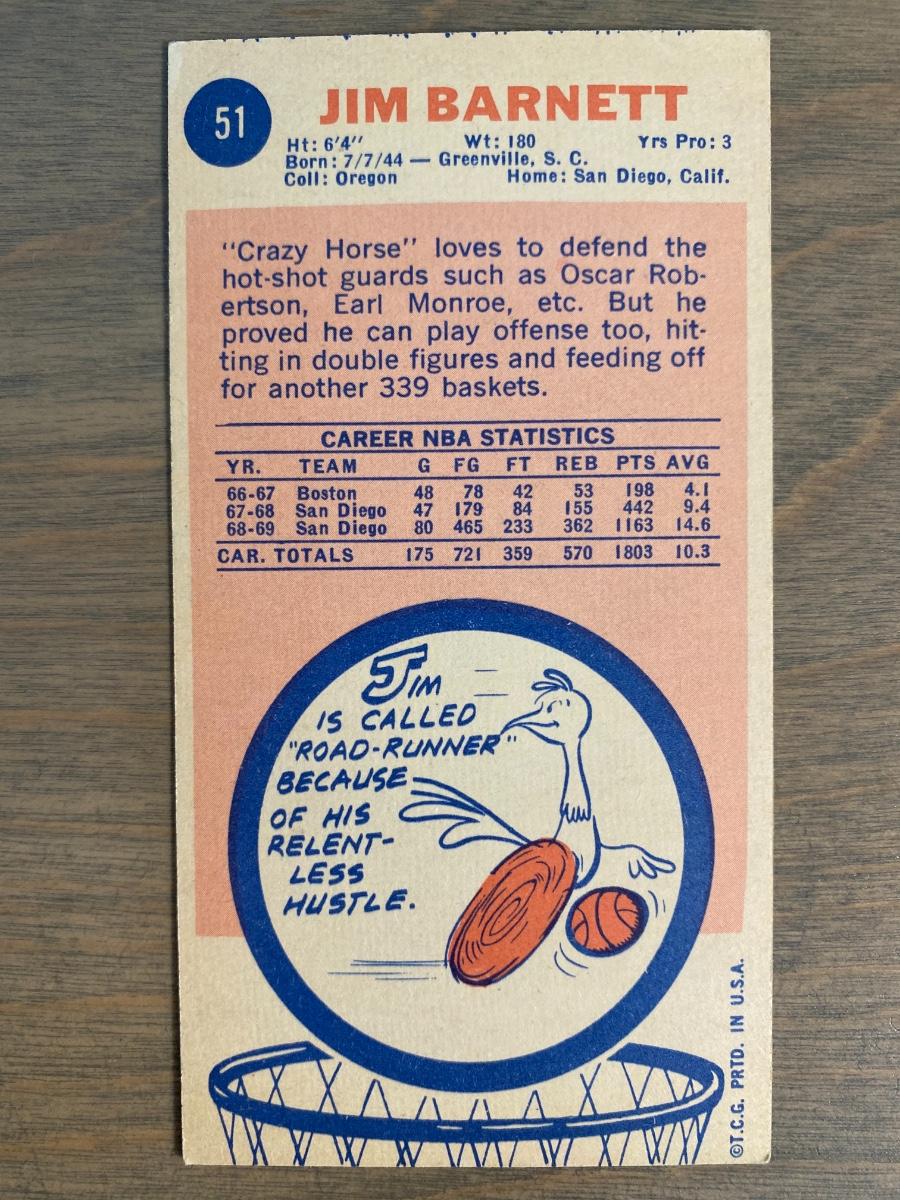 51
JIM BARNETT
Ht: 6'4" Wt: 180 Yrs Pro: 3
Born: 7/7/44 — Greenville, S. C.
Coll: Oregon Home: San Diego, Calif.
"Crazy Horse" loves to defend the
hot-shot guards such as Oscar Rob-
ertson, Earl Monroe, etc. But he
proved he can play offense too, hit-
ting in double figures and feeding off
for another 339 baskets.
CAREER NBA STATISTICS
YR. TEAM G FG FT REB PTS AVG
66-67 Boston 48 78 42 53 198 4.1
67-68 San Diego 47 179 84 155 442 9.4
68-69 San Diego 80 465 233 362 1163 14.6
CAR. TOTALS 175 721 359 570 1803 10.3
JIM
IS CALLED
"ROAD-RUNNER"
BECAUSE
OF HIS
RELENT-
LESS
HUSTLE.
©T.C.G. PRTD. IN U.S.A.